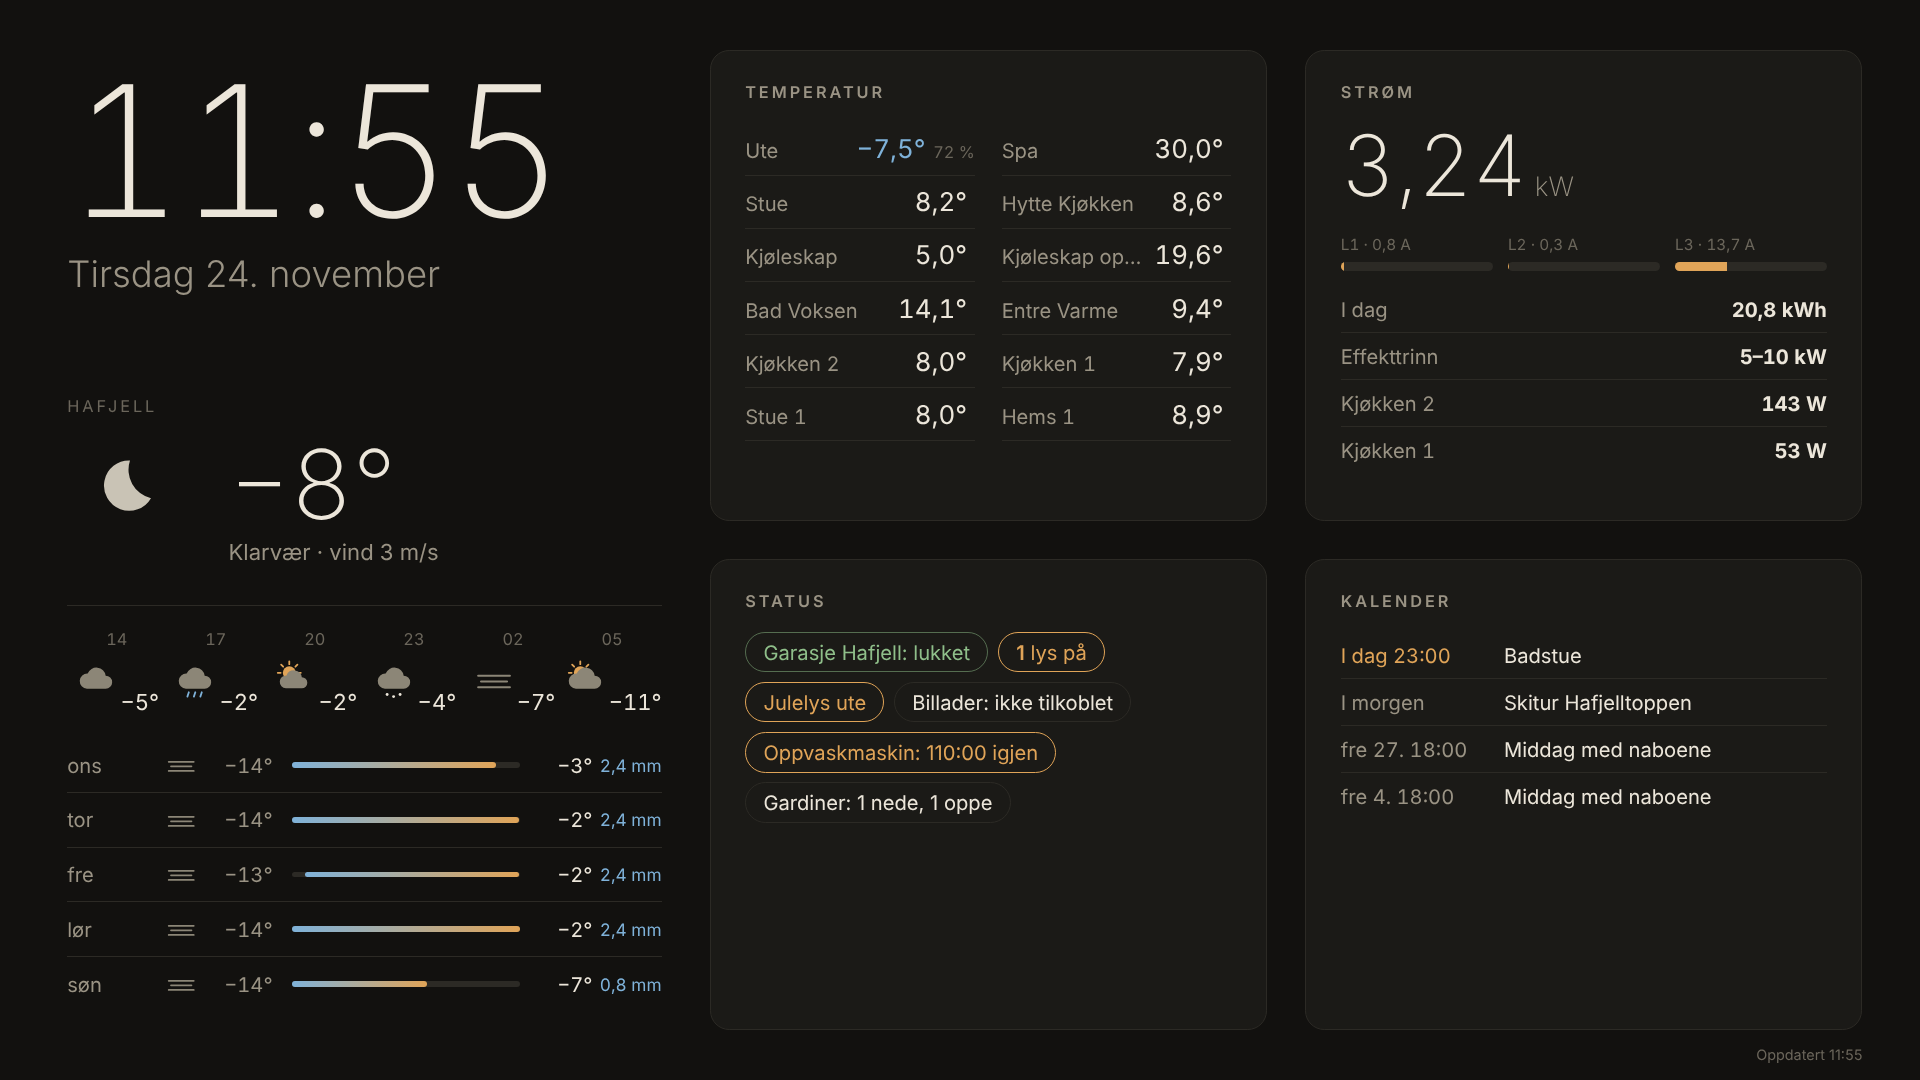 11:55
Tirsdag 24. november
HAFJELL
−8°
Klarvær · vind 3 m/s
14 17 20 23 02 05
−5° −2° −2° −4° −7° −11°
ons −14° −3° 2,4 mm
tor −14° −2° 2,4 mm
fre −13° −2° 2,4 mm
lør −14° −2° 2,4 mm
søn −14° −7° 0,8 mm
TEMPERATUR
Ute −7,5° 72 % Spa 30,0°
Stue 8,2° Hytte Kjøkken 8,6°
Kjøleskap 5,0° Kjøleskap op... 19,6°
Bad Voksen 14,1° Entre Varme 9,4°
Kjøkken 2 8,0° Kjøkken 1 7,9°
Stue 1 8,0° Hems 1 8,9°
STRØM
3,24 kW
L1 · 0,8 A L2 · 0,3 A L3 · 13,7 A
I dag 20,8 kWh
Effekttrinn 5–10 kW
Kjøkken 2 143 W
Kjøkken 1 53 W
STATUS
Garasje Hafjell: lukket 1 lys på
Julelys ute Billader: ikke tilkoblet
Oppvaskmaskin: 110:00 igjen
Gardiner: 1 nede, 1 oppe
KALENDER
I dag 23:00 Badstue
I morgen Skitur Hafjelltoppen
fre 27. 18:00 Middag med naboene
fre 4. 18:00 Middag med naboene
Oppdatert 11:55